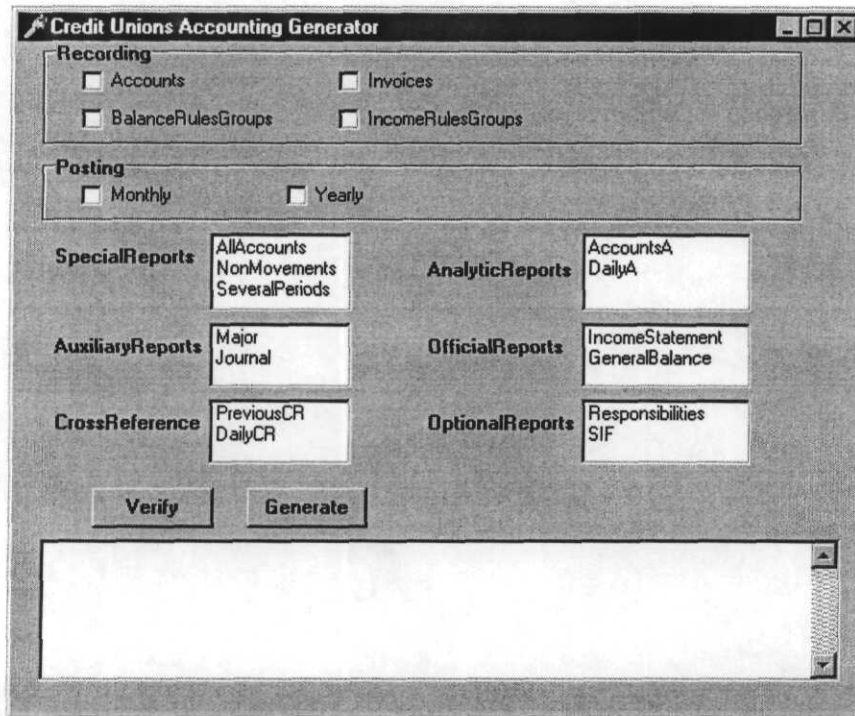 Credit Unions Accounting Generator
Recording
Accounts Invoices
BalanceRulesGroups IncomeRulesGroups
Posting
Monthly Yearly
SpecialReports
AllAccounts
NonMovements
SeveralPeriods
AnalyticReports
AccountsA
DailyA
AuxiliaryReports
Major
Journal
OfficialReports
IncomeStatement
GeneralBalance
CrossReference
PreviousCR
DailyCR
OptionalReports
Responsibilities
SIF
Verify Generate